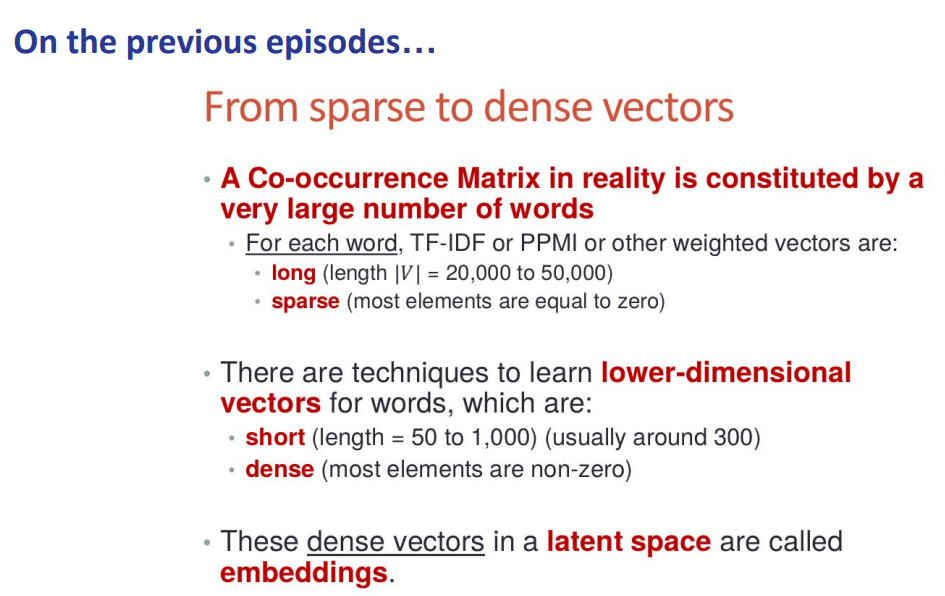 On the previous episodes…
From sparse to dense vectors
• A Co-occurrence Matrix in reality is constituted by a
very large number of words
• For each word, TF-IDF or PPMI or other weighted vectors are:
• long (length |V| = 20,000 to 50,000)
• sparse (most elements are equal to zero)
• There are techniques to learn lower-dimensional
vectors for words, which are:
• short (length = 50 to 1,000) (usually around 300)
• dense (most elements are non-zero)
• These dense vectors in a latent space are called
embeddings.